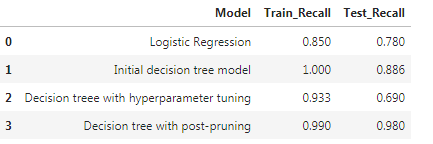 Model Train_Recall Test_Recall
0 Logistic Regression 0.850 0.780
1 Initial decision tree model 1.000 0.886
2 Decision treee with hyperparameter tuning 0.933 0.690
3 Decision tree with post-pruning 0.990 0.980